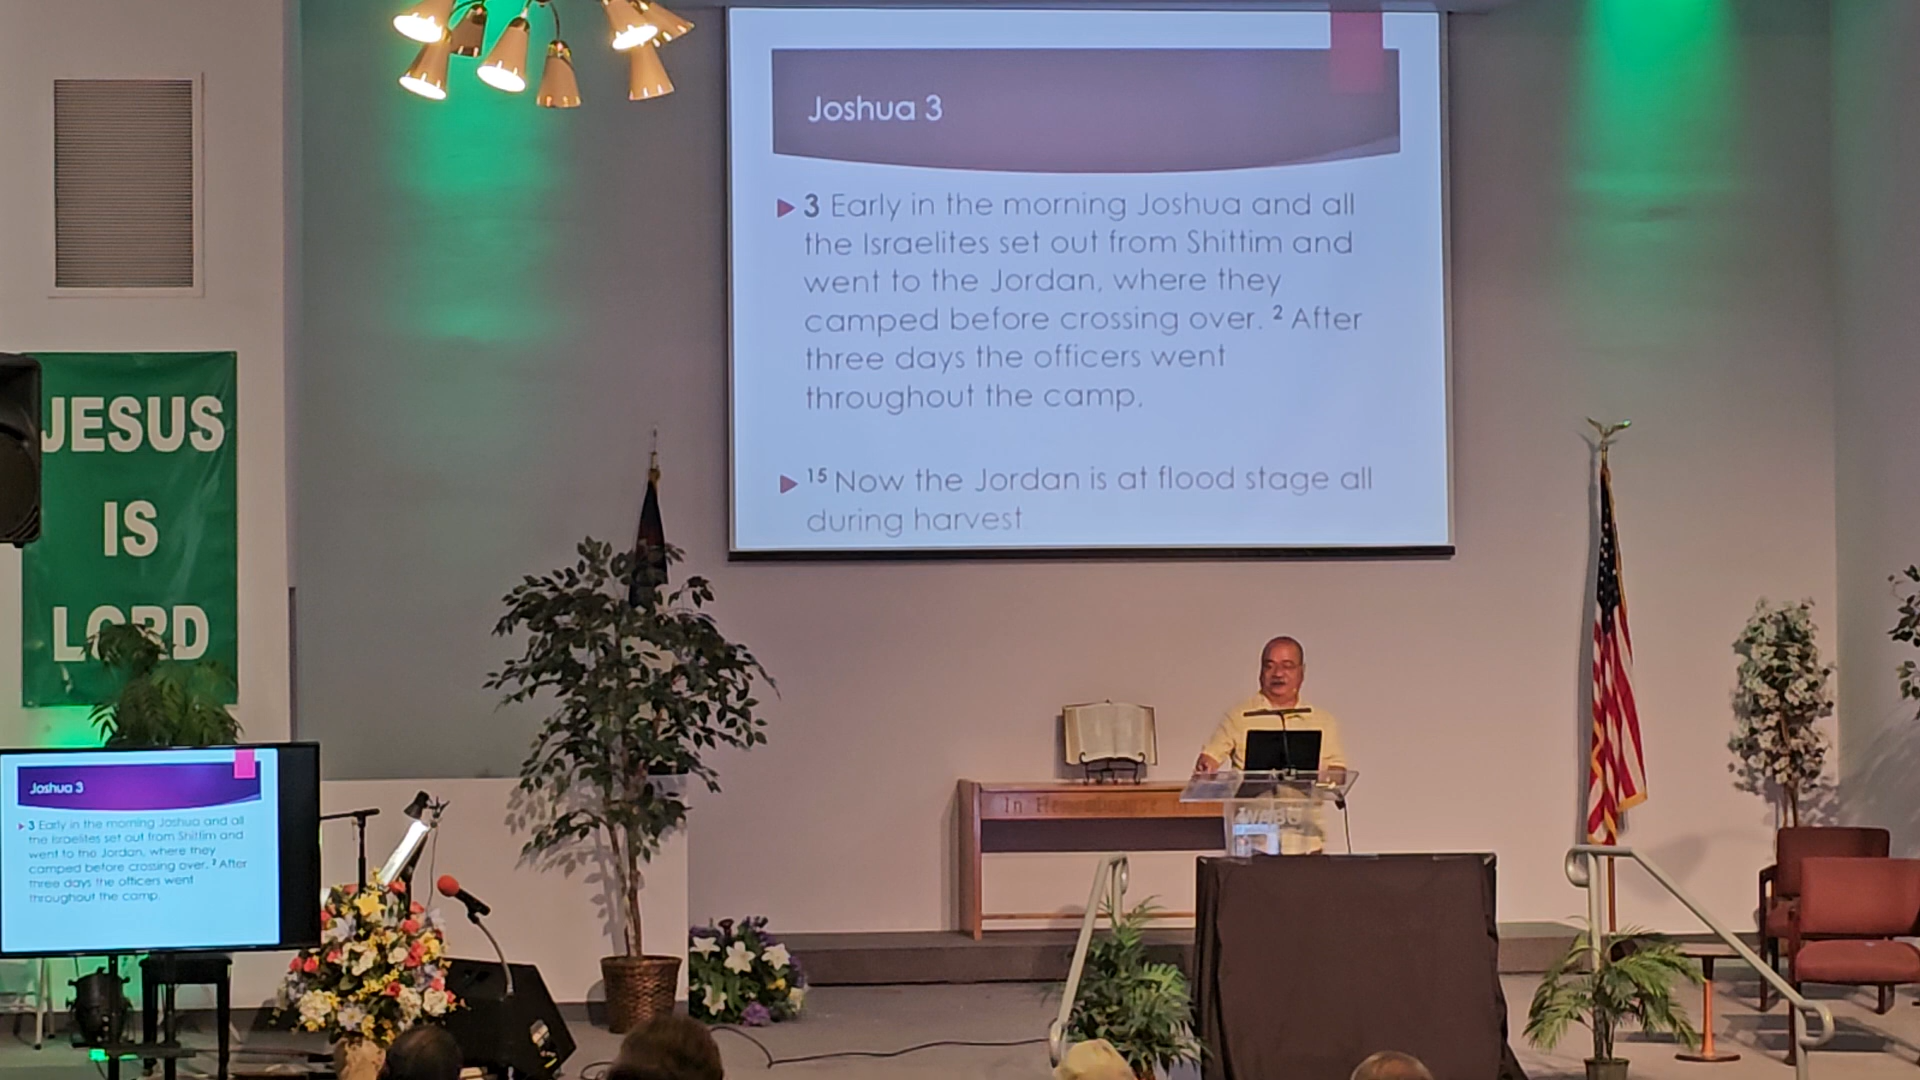 Joshua 3
3 Early in the morning Joshua and all
the Israelites set out from Shittim and
went to the Jordan, where they
camped before crossing over. 2 After
three days the officers went
throughout the camp.
15 Now the Jordan is at flood stage all
during harvest
JESUS
IS
LORD
Joshua 3
3 Early in the morning Joshua and all
the Israelites set out from Shittim and
went to the Jordan, where they
camped before crossing over. 2 After
three days the officers went
throughout the camp.
In Remembrance